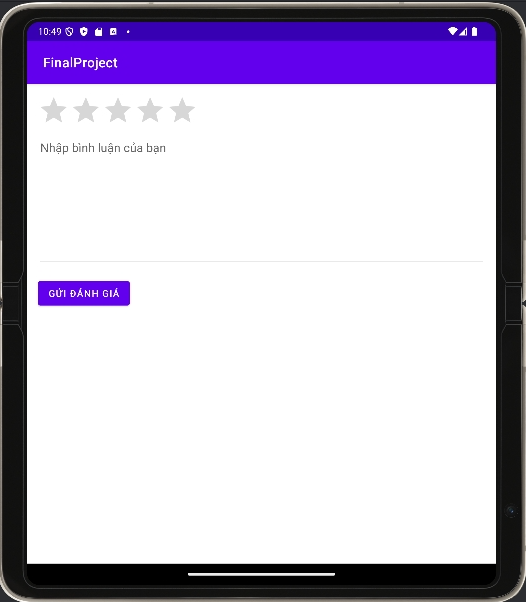 10:49
FinalProject
Nhập bình luận của bạn
GỬI ĐÁNH GIÁ